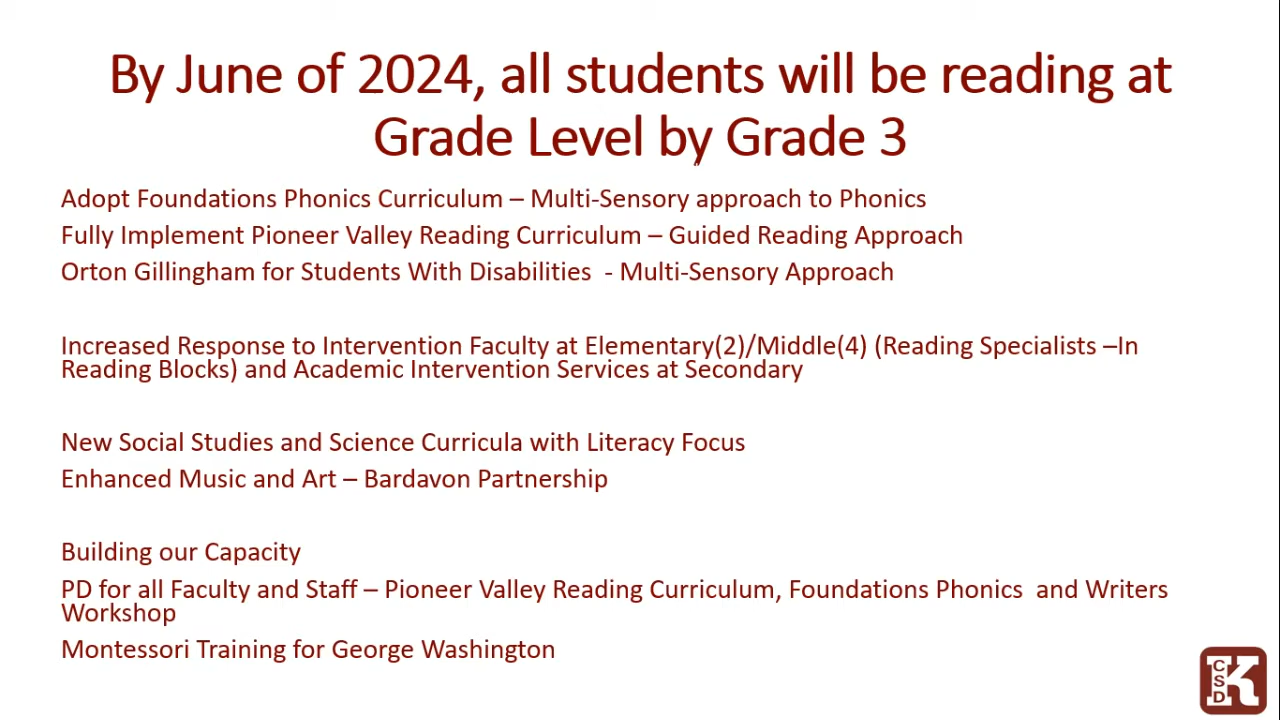 By June of 2024, all students will be reading at
Grade Level by Grade 3
Adopt Foundations Phonics Curriculum – Multi-Sensory approach to Phonics
Fully Implement Pioneer Valley Reading Curriculum – Guided Reading Approach
Orton Gillingham for Students With Disabilities  - Multi-Sensory Approach
Increased Response to Intervention Faculty at Elementary(2)/Middle(4) (Reading Specialists –In
Reading Blocks) and Academic Intervention Services at Secondary
New Social Studies and Science Curricula with Literacy Focus
Enhanced Music and Art – Bardavon Partnership
Building our Capacity
PD for all Faculty and Staff – Pioneer Valley Reading Curriculum, Foundations Phonics  and Writers
Workshop
Montessori Training for George Washington
K
CSD